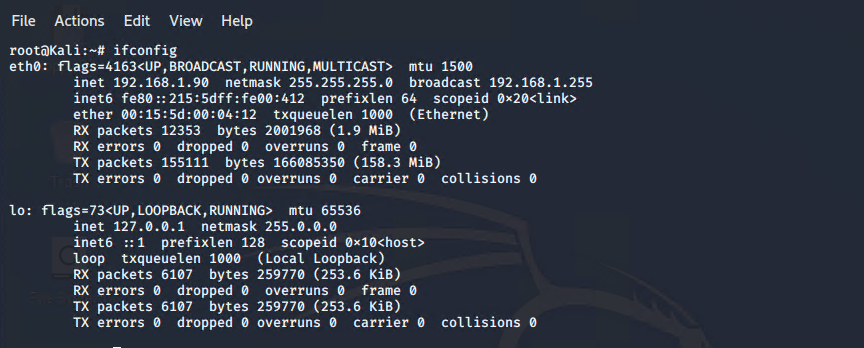 File Actions Edit View Help
root@Kali:~# ifconfig
eth0: flags=4163<UP,BROADCAST,RUNNING,MULTICAST>  mtu 1500
        inet 192.168.1.90  netmask 255.255.255.0  broadcast 192.168.1.255
        inet6 fe80::215:5dff:fe00:412  prefixlen 64  scopeid 0×20<link>
        ether 00:15:5d:00:04:12  txqueuelen 1000  (Ethernet)
        RX packets 12353  bytes 2001968 (1.9 MiB)
        RX errors 0  dropped 0  overruns 0  frame 0
        TX packets 155111  bytes 166085350 (158.3 MiB)
        TX errors 0  dropped 0 overruns 0  carrier 0  collisions 0

lo: flags=73<UP,LOOPBACK,RUNNING>  mtu 65536
        inet 127.0.0.1  netmask 255.0.0.0
        inet6 ::1  prefixlen 128  scopeid 0×10<host>
        loop  txqueuelen 1000  (Local Loopback)
        RX packets 6107  bytes 259770 (253.6 KiB)
        RX errors 0  dropped 0  overruns 0  frame 0
        TX packets 6107  bytes 259770 (253.6 KiB)
        TX errors 0  dropped 0 overruns 0  carrier 0  collisions 0